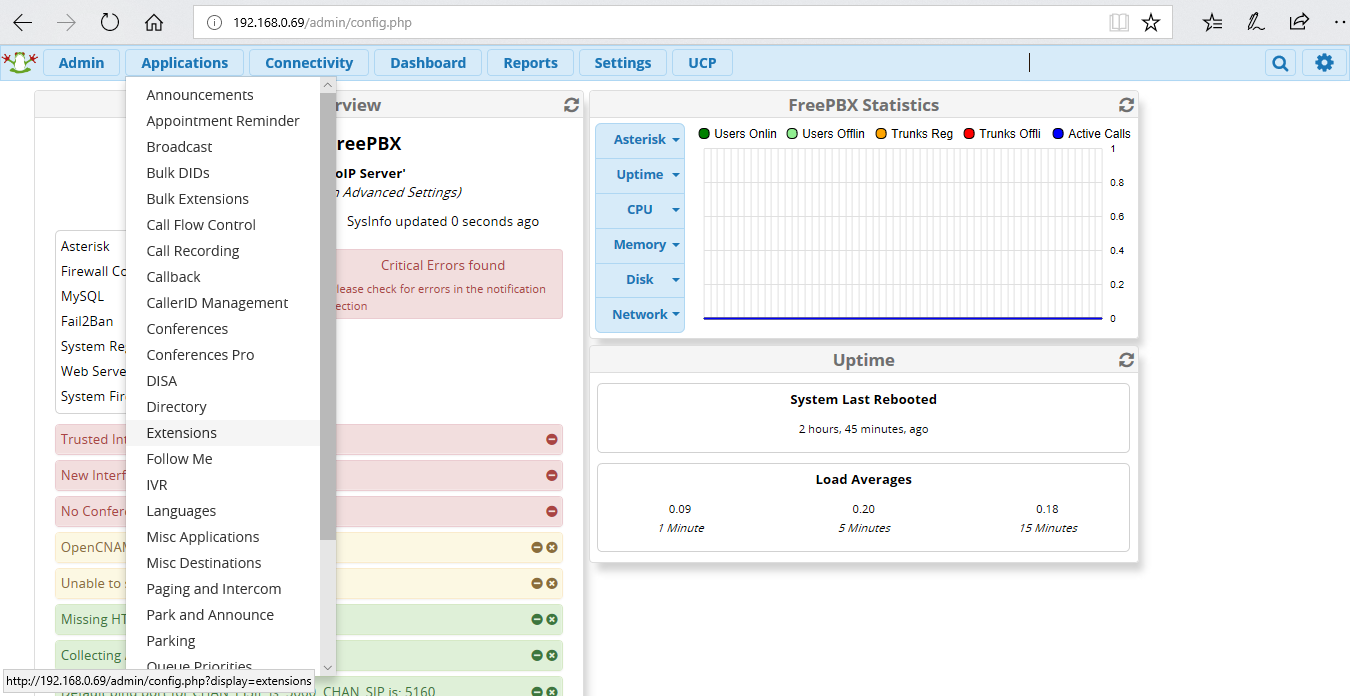 192.168.0.69/admin/config.php
Admin
Applications
Connectivity
Dashboard
Reports
Settings
UCP
Announcements
Appointment Reminder
Broadcast
Bulk DIDs
Bulk Extensions
Call Flow Control
Call Recording
Callback
CallerID Management
Conferences
Conferences Pro
DISA
Directory
Extensions
Follow Me
IVR
Languages
Misc Applications
Misc Destinations
Paging and Intercom
Park and Announce
Parking
Queue Priorities
rview
reePBX
oIP Server'
Advanced Settings)
SysInfo updated 0 seconds ago
Asterisk
Firewall Co
MySQL
Fail2Ban
System Re
Web Serve
System Fir
Critical Errors found
lease check for errors in the notification
ection
Trusted Int
New Interf
No Confer
OpenCNAM
Unable to
Missing HT
Collecting
CHAN_SIP is: 5160
http://192.168.0.69/admin/config.php?display=extensions
FreePBX Statistics
Asterisk
Uptime
CPU
Memory
Disk
Network
Users Onlin
Users Offlin
Trunks Reg
Trunks Offli
Active Calls
1
0.8
0.6
0.4
0.2
0
Uptime
System Last Rebooted
2 hours, 45 minutes, ago
Load Averages
0.09
0.20
0.18
1 Minute
5 Minutes
15 Minutes